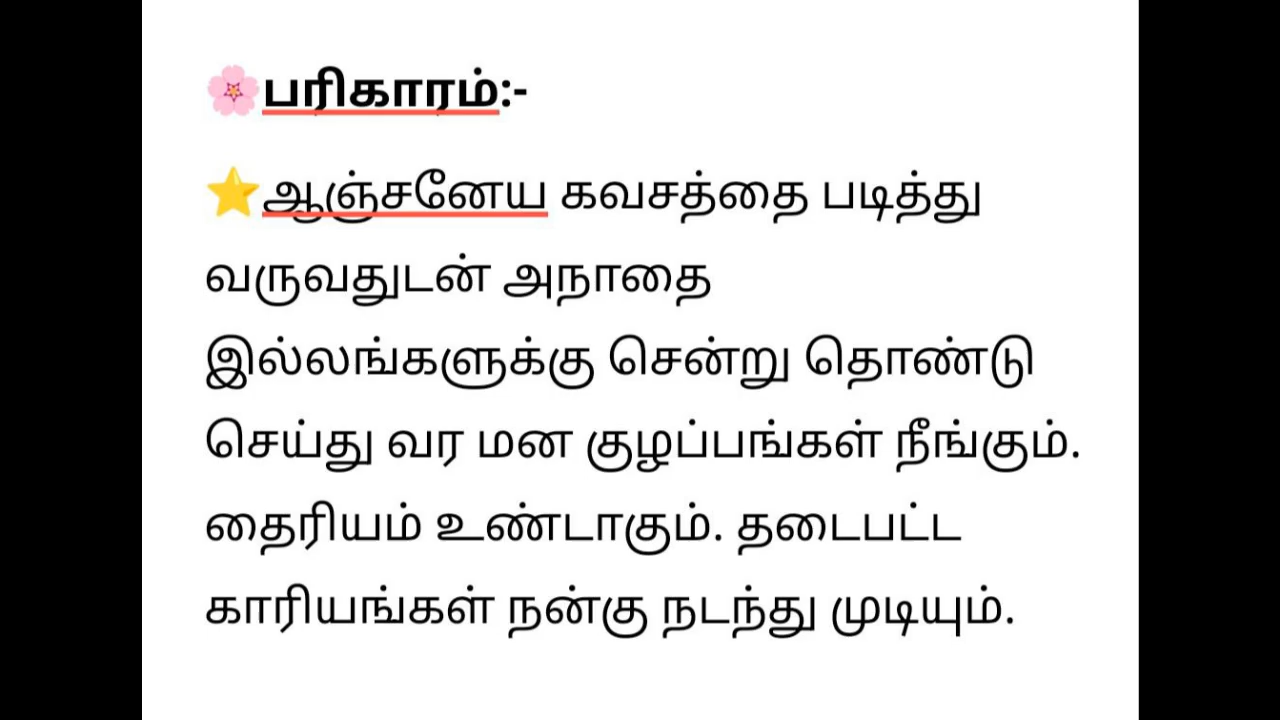 🌸பரிகாரம்:-
⭐ஆஞ்சனேய கவசத்தை படித்து
வருவதுடன் அநாதை
இல்லங்களுக்கு சென்று தொண்டு
செய்து வர மன குழப்பங்கள் நீங்கும்.
தைரியம் உண்டாகும். தடைபட்ட
காரியங்கள் நன்கு நடந்து முடியும்.